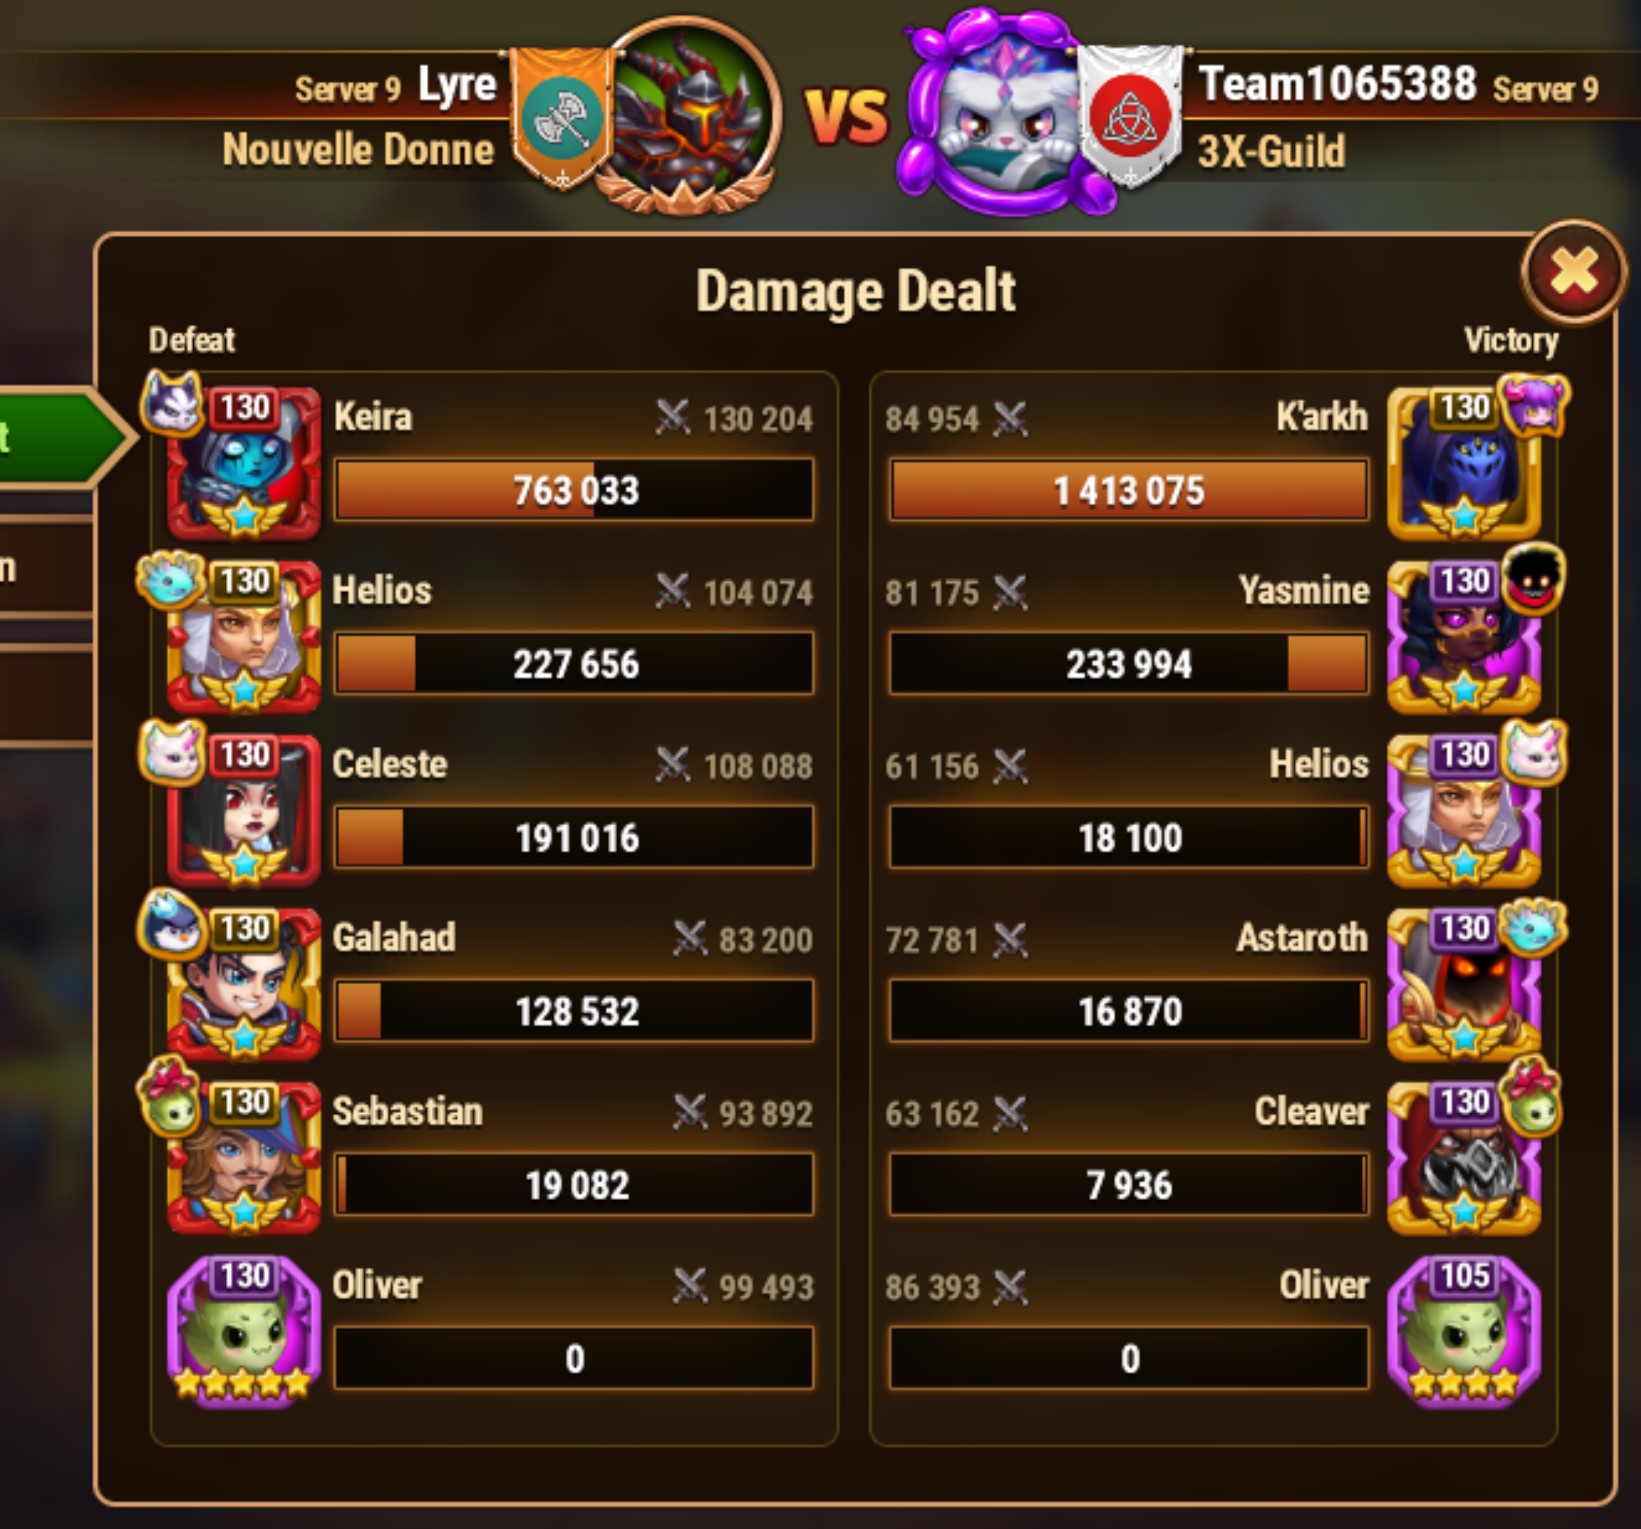 Server 9 Lyre
Nouvelle Donne
VS
Team1065388 Server 9
3X-Guild
Damage Dealt
Defeat
Victory
t
n
130
Keira
130 204
763 033
130
Helios
104 074
227 656
130
Celeste
108 088
191 016
130
Galahad
83 200
128 532
130
Sebastian
93 892
19 082
130
Oliver
99 493
0
84 954
K'arkh
130
1 413 075
81 175
Yasmine
130
233 994
61 156
Helios
130
18 100
72 781
Astaroth
130
16 870
63 162
Cleaver
130
7 936
86 393
Oliver
105
0